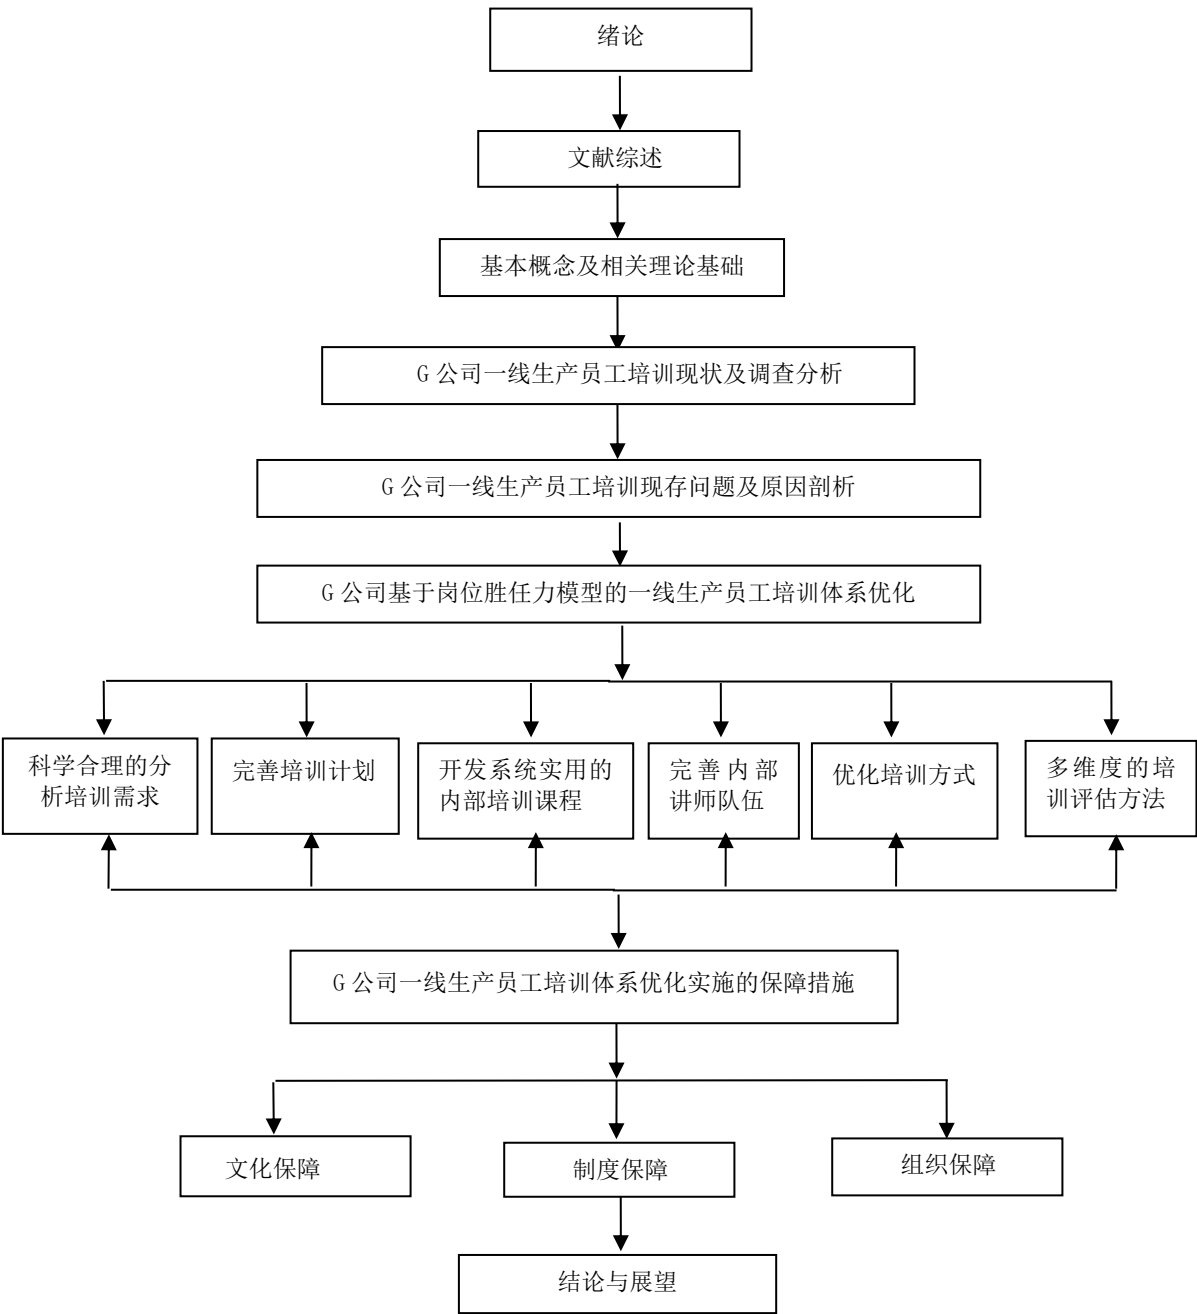 绪论
文献综述
基本概念及相关理论基础
G 公司一线生产员工培训现状及调查分析
G 公司一线生产员工培训现存问题及原因剖析
G 公司基于岗位胜任力模型的一线生产员工培训体系优化
科学合理的分
析培训需求
完善培训计划
开发系统实用的
内部培训课程
完善内部
讲师队伍
优化培训方式
多维度的培
训评估方法
G 公司一线生产员工培训体系优化实施的保障措施
文化保障
制度保障
组织保障
结论与展望